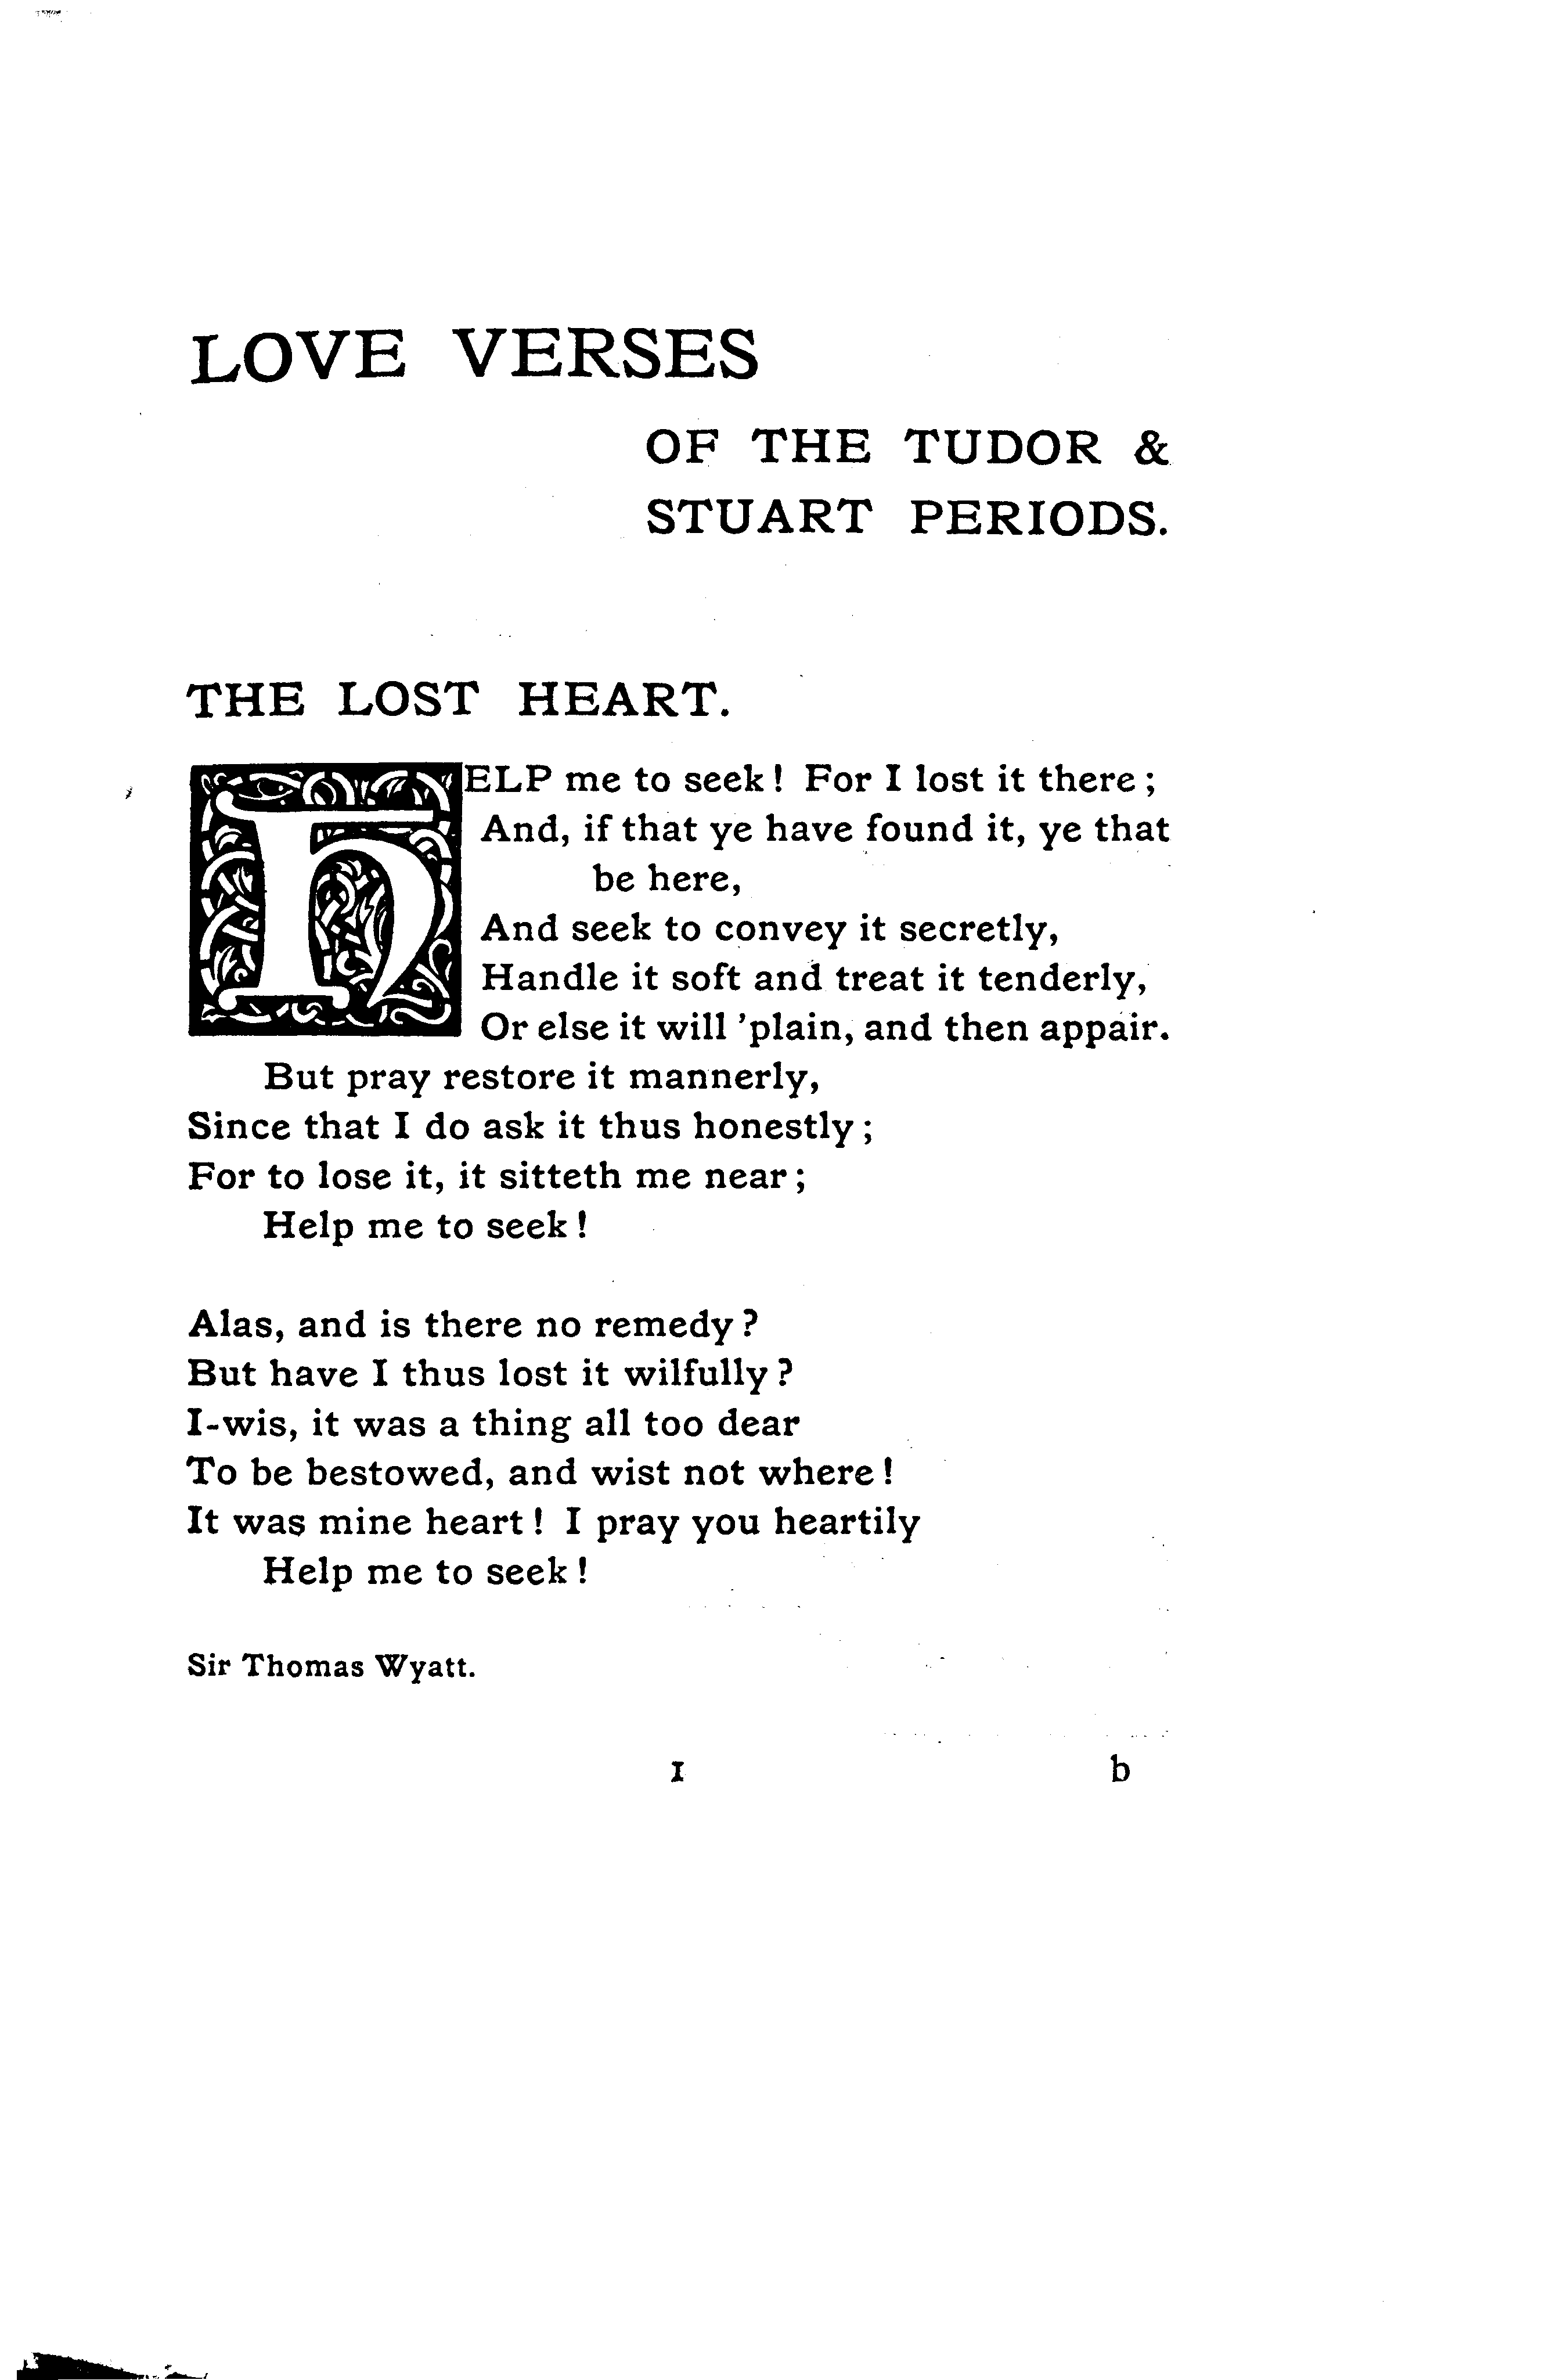 LOVE VERSES
OF THE TUDOR &
STUART PERIODS.
THE LOST HEART.
HELP me to seek! For I lost it there;
And, if that ye have found it, ye that
be here,
And seek to convey it secretly,
Handle it soft and treat it tenderly,
Or else it will 'plain, and then appair.
But pray restore it mannerly,
Since that I do ask it thus honestly;
For to lose it, it sitteth me near;
Help me to seek!
Alas, and is there no remedy?
But have I thus lost it wilfully?
I-wis, it was a thing all too dear
To be bestowed, and wist not where!
It was mine heart! I pray you heartily
Help me to seek!
Sir Thomas Wyatt.
1 b